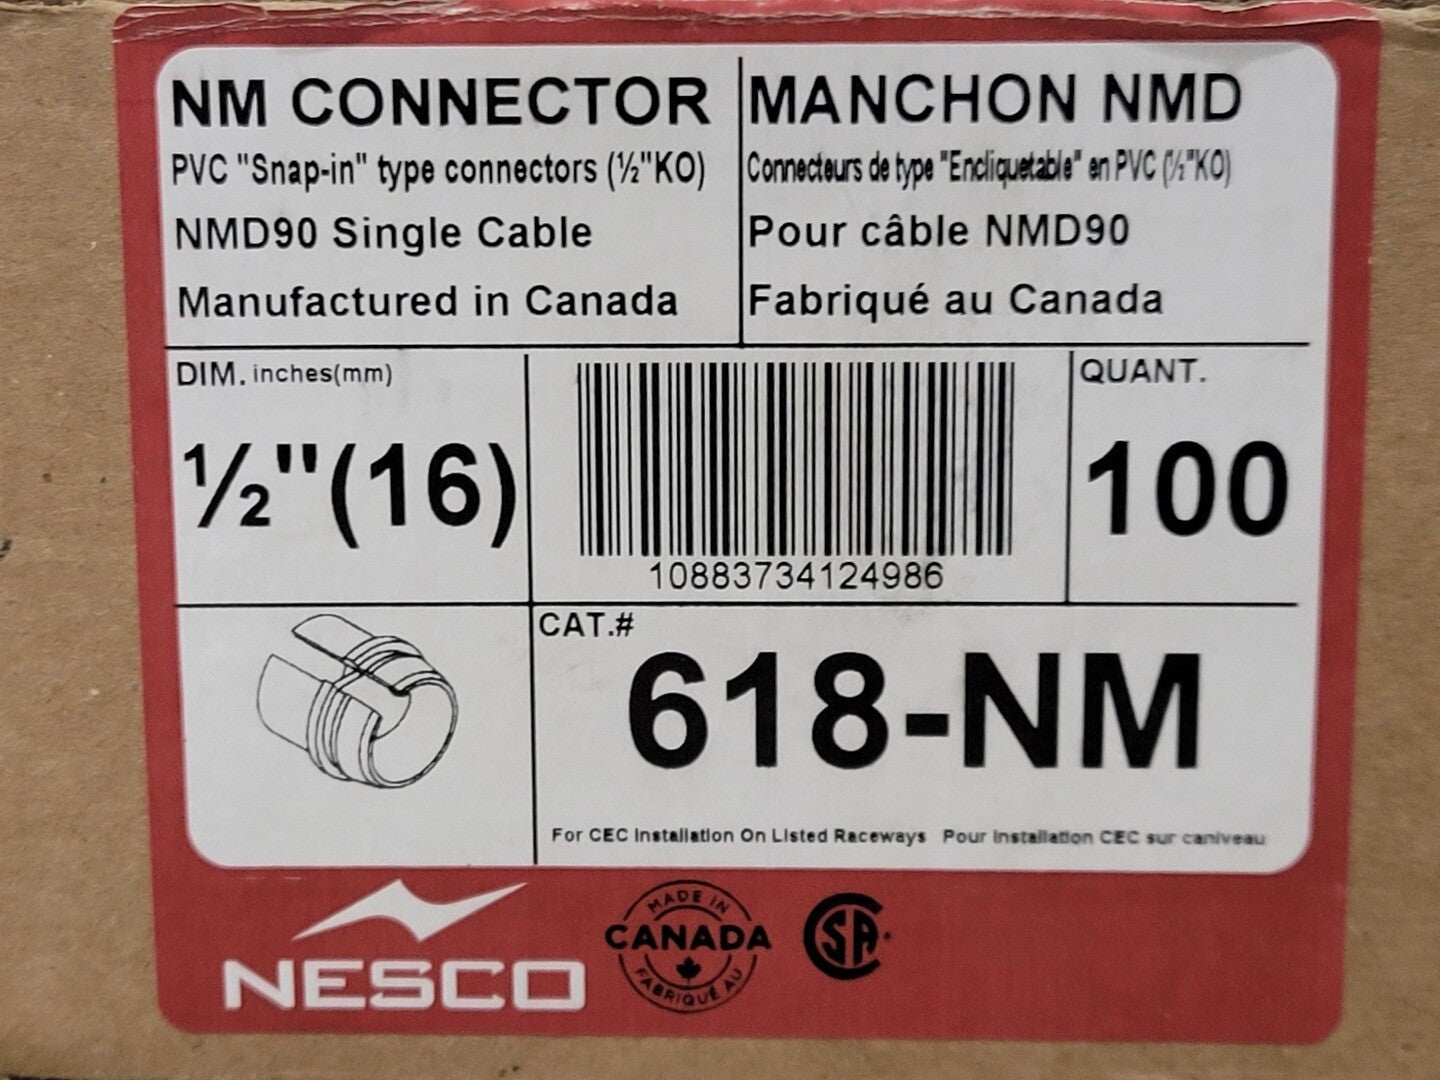 NM CONNECTOR
PVC "Snap-in" type connectors (½"KO)
NMD90 Single Cable
Manufactured in Canada
MANCHON NMD
Connecteurs de type "Encliquetable" en PVC (½"KO)
Pour câble NMD90
Fabriqué au Canada
DIM. inches(mm)
½"(16)
10883734124986
QUANT.
100
CAT.#
618-NM
For CEC Installation On Listed Raceways Pour Installation CEC sur caniveau
NESCO
MADE IN
CANADA
FABRIQUÉ AU
CSA